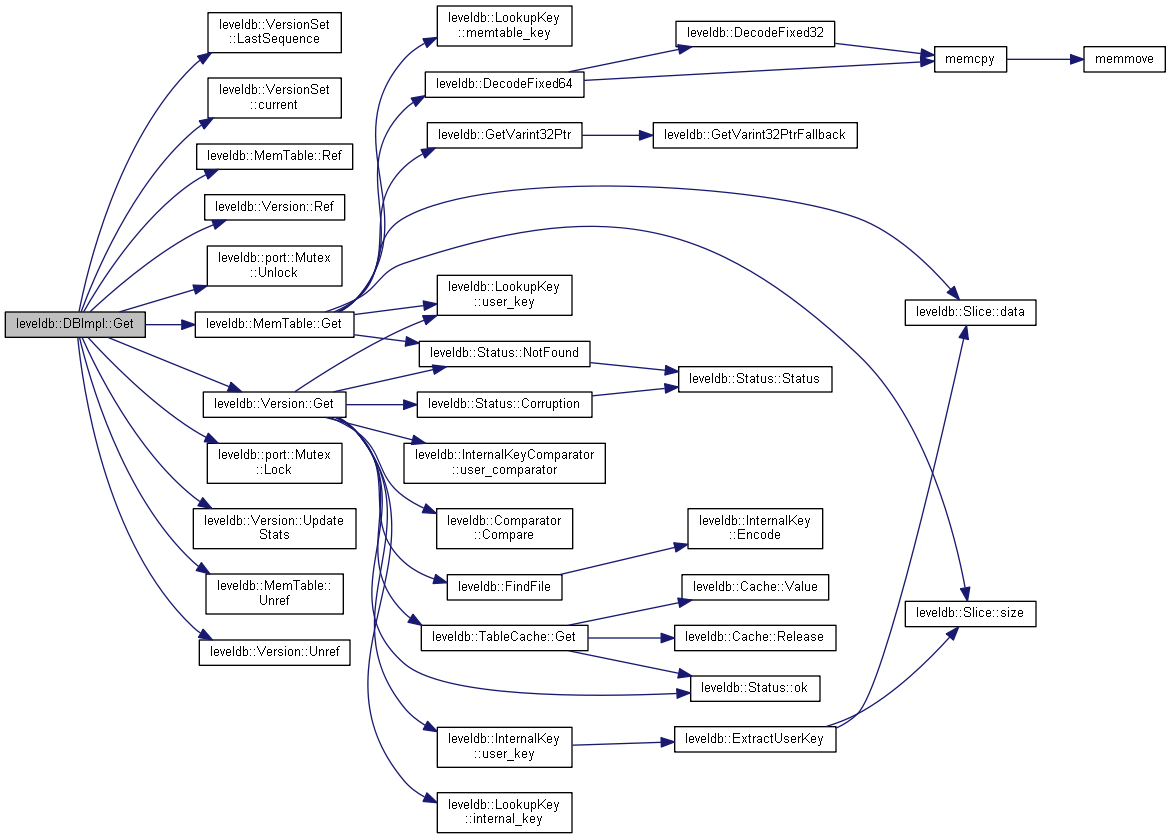 leveldb::DBImpl::Get
leveldb::VersionSet
::LastSequence
leveldb::VersionSet
::current
leveldb::MemTable::Ref
leveldb::Version::Ref
leveldb::port::Mutex
::Unlock
leveldb::MemTable::Get
leveldb::Version::Get
leveldb::port::Mutex
::Lock
leveldb::Version::Update
Stats
leveldb::MemTable::
Unref
leveldb::Version::Unref
leveldb::LookupKey
::memtable_key
leveldb::DecodeFixed64
leveldb::GetVarint32Ptr
leveldb::LookupKey
::user_key
leveldb::Status::NotFound
leveldb::Status::Corruption
leveldb::InternalKeyComparator
::user_comparator
leveldb::Comparator
::Compare
leveldb::FindFile
leveldb::TableCache::Get
leveldb::InternalKey
::user_key
leveldb::LookupKey
::internal_key
leveldb::DecodeFixed32
leveldb::GetVarint32PtrFallback
leveldb::Status::Status
leveldb::InternalKey
::Encode
leveldb::Cache::Value
leveldb::Cache::Release
leveldb::Status::ok
leveldb::ExtractUserKey
memcpy
leveldb::Slice::data
leveldb::Slice::size
memmove